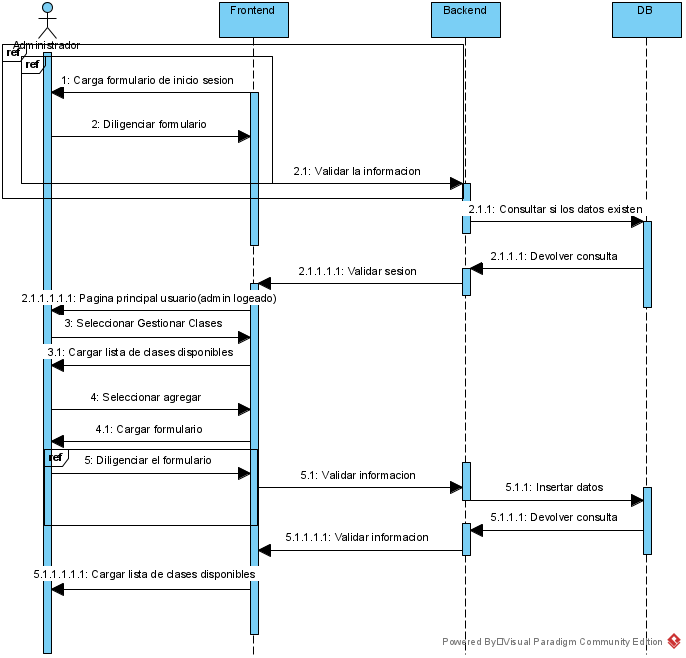 Frontend
Backend
DB
Administrador
ref
ref
1: Carga formulario de inicio sesion
2: Diligenciar formulario
2.1: Validar la informacion
2.1.1: Consultar si los datos existen
2.1.1.1: Devolver consulta
2.1.1.1.1: Validar sesion
2.1.1.1.1.1: Pagina principal usuario(admin logeado)
3: Seleccionar Gestionar Clases
3.1: Cargar lista de clases disponibles
4: Seleccionar agregar
4.1: Cargar formulario
ref
5: Diligenciar el formulario
5.1: Validar informacion
5.1.1: Insertar datos
5.1.1.1: Devolver consulta
5.1.1.1.1: Validar informacion
5.1.1.1.1.1: Cargar lista de clases disponibles
Powered By Visual Paradigm Community Edition